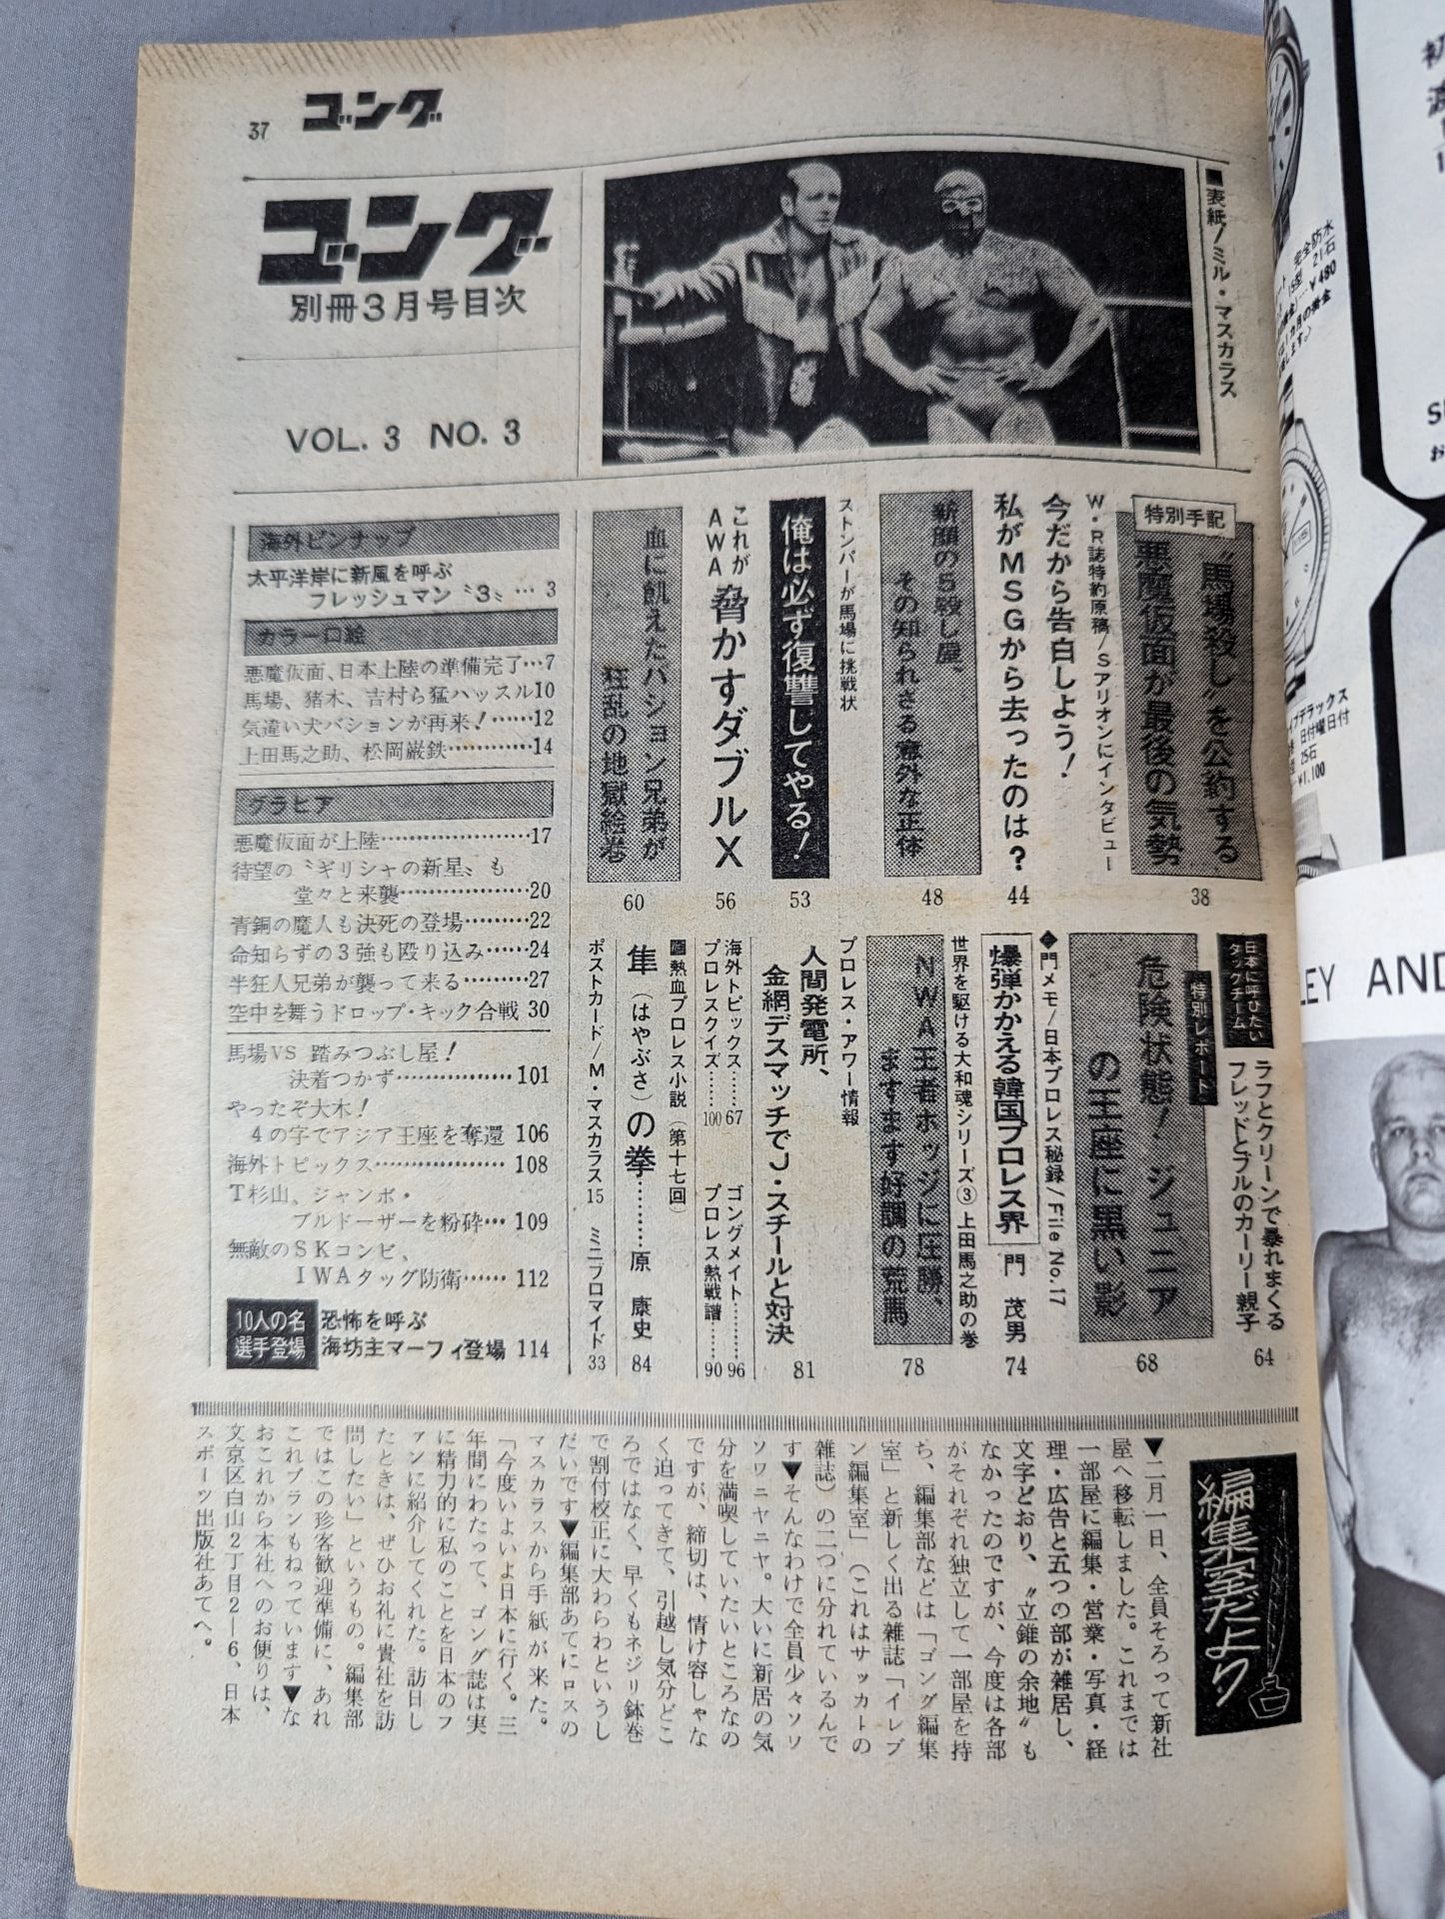 37 ゴング
ゴング
別冊3月号目次
VOL. 3 NO. 3
■表紙/ミル・マスカラス
特別手記
〝馬場殺し〟を公約する
悪魔仮面が最後の気勢
38
W・R誌特約原稿/Sアリオンにインタビュー
今だから告白しよう!
私がMSGから去ったのは?
44
新顔の5殺し屋、
その知られざる意外な正体
48
ストンパーが馬場に挑戦状
俺は必ず復讐してやる!
53
これが
AWA
脅かすダブルX
56
血に飢えたバション兄弟が
狂乱の地獄絵巻
60
日本に呼びたい
タッグチーム
ラフとクリーンで暴れまくる
フレッドとブルのカーリー親子
64
特別レポート
危険状態! ジュニア
の王座に黒い影
68
◆門メモ/日本プロレス秘録/File No.17
爆弾かかえる韓国プロレス界
門 茂男
74
世界を駆ける大和魂シリーズ③上田馬之助の巻
NWA王者ホッジに圧勝、
ますます好調の荒馬
78
プロレス・アワー情報
人間発電所、
金網デスマッチでJ・スチールと対決
81
海外トピックス……67
プロレスクイズ……100
ゴングメイト………96
プロレス熱戦譜……90
熱血プロレス小説(第十七回)
隼(はやぶさ)の拳………原 康史
84
ポストカード/M・マスカラス15 ミニブロマイド33
海外ピンナップ
太平洋岸に新風を呼ぶ
フレッシュマン〝3〟…3
カラー口絵
悪魔仮面、日本上陸の準備完了…7
馬場、猪木、吉村ら猛ハッスル10
気違い犬バションが再来!……12
上田馬之助、松岡巌鉄…………14
グラビア
悪魔仮面が上陸…………………17
待望の〝ギリシャの新星〟も
堂々と来襲………………20
青銅の魔人も決死の登場………22
命知らずの3強も殴り込み……24
半狂人兄弟が襲って来る………27
空中を舞うドロップ・キック合戦30
馬場VS 踏みつぶし屋!
決着つかず……………101
やったぞ大木!
4の字でアジア王座を奪還 106
海外トピックス………………108
T杉山、ジャンボ・
ブルドーザーを粉砕…109
無敵のSKコンビ、
IWAタッグ防衛……112
10人の名
選手登場
恐怖を呼ぶ
海坊主マーフィ登場 114
編集室だより
▼二月一日、全員そろって新社
屋へ移転しました。これまでは
一部屋に編集・営業・写真・経
理・広告と五つの部が雑居し、
文字どおり、〝立錐の余地〟も
なかったのですが、今度は各部
がそれぞれ独立して一部屋を持
ち、編集部などは「ゴング編集
室」と新しく出る雑誌「イレブ
ン編集室」(これはサッカーの
雑誌)の二つに分れているんで
す▼そんなわけで全員少々ソソ
ソワニヤニヤ。大いに新居の気
分を満喫していたいところなの
ですが、締切は、情け容しゃな
く迫ってきて、引越し気分どこ
ろではなく、早くもネジリ鉢巻
で割付校正に大わらわというし
だいです▼編集部あてにロスの
マスカラスから手紙が来た。
「今度いよいよ日本に行く。三
年間にわたって、ゴング誌は実
に精力的に私のことを日本のフ
ァンに紹介してくれた。訪日し
たときは、ぜひお礼に貴社を訪
問したい」というもの。編集部
ではこの珍客歓迎準備に、あれ
これプランもねっています▼な
おこれから本社へのお便りは、
文京区白山2丁目2―6、日本
スポーツ出版社あてへ。
完全防水
21石
¥480
イブデラックス
日付曜日付
25石
¥1,100
LEY AND